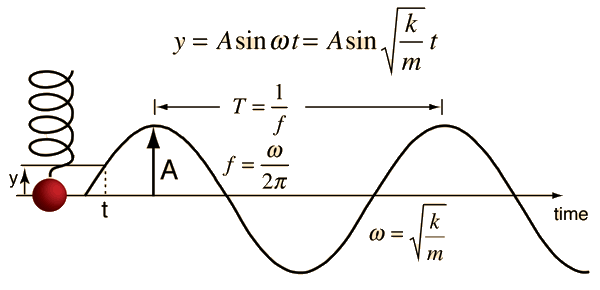 y = A sin ωt = A sin √(k/m) t
T = 1/f
f = ω/2π
A
y
t
time
ω = √(k/m)